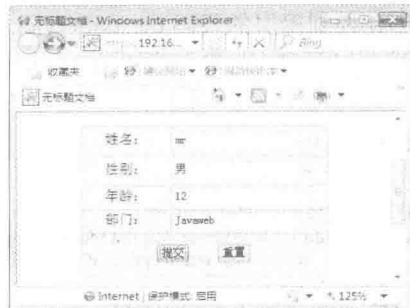 无标题文档 - Windows Internet Explorer
192.16...
Bing
收藏夹
无标题文档
姓名： mr
性别： 男
年龄： 12
部门： Javaweb
提交 重置
Internet | 保护模式: 启用 125%